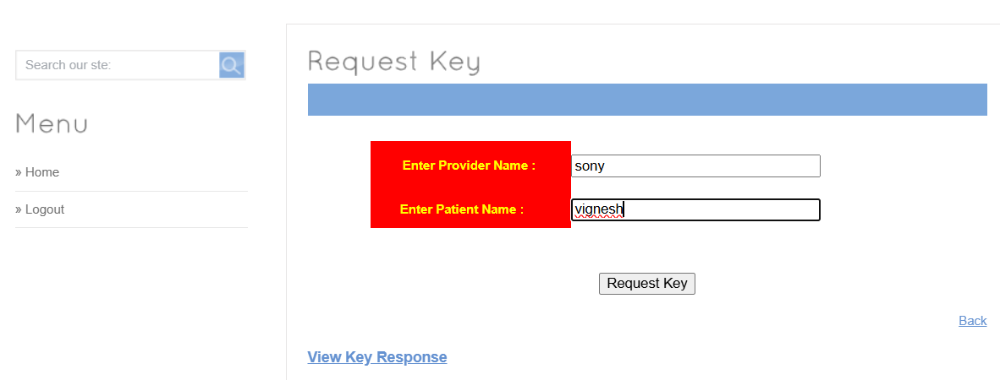 Search our ste:
Menu
» Home
» Logout
Request Key
Enter Provider Name :
sony
Enter Patient Name :
vignesh
Request Key
Back
View Key Response